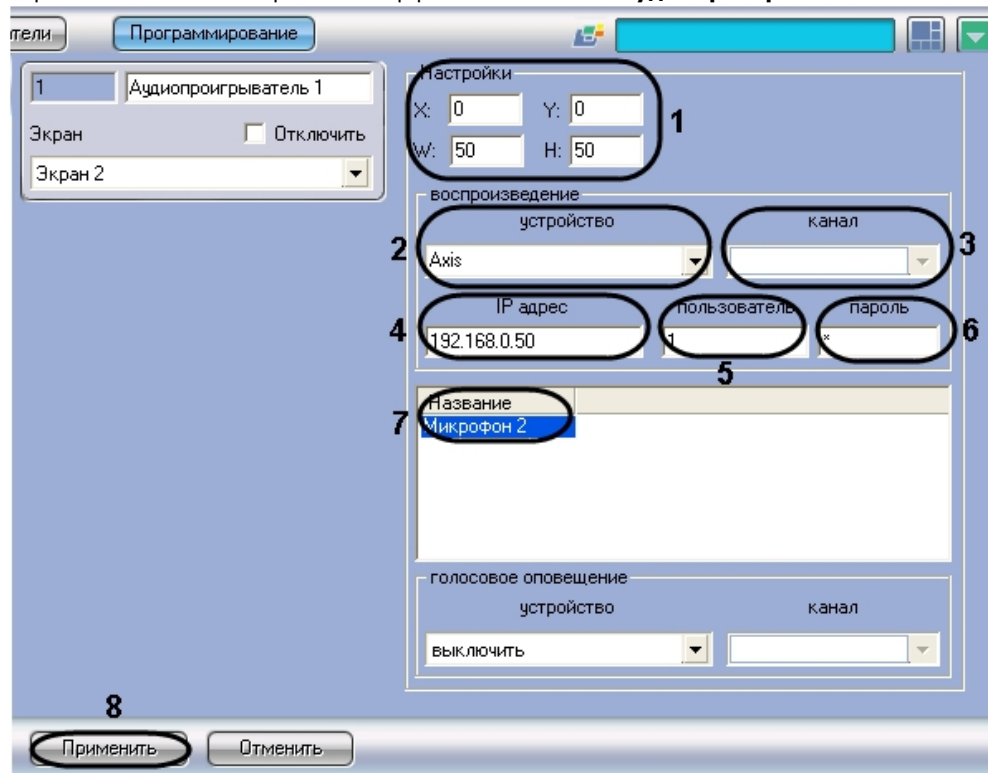 тели Программирование
1 Аудиопроигрыватель 1
Экран Отключить
Экран 2
Настройки
X: 0 Y: 0
W: 50 H: 50
1
воспроизведение
устройство канал
2 Axis 3
IP адрес пользователь пароль
4 192.168.0.50 1 * 6
5
Название
7 Микрофон 2
голосовое оповещение
устройство канал
выключить
8
Применить Отменить